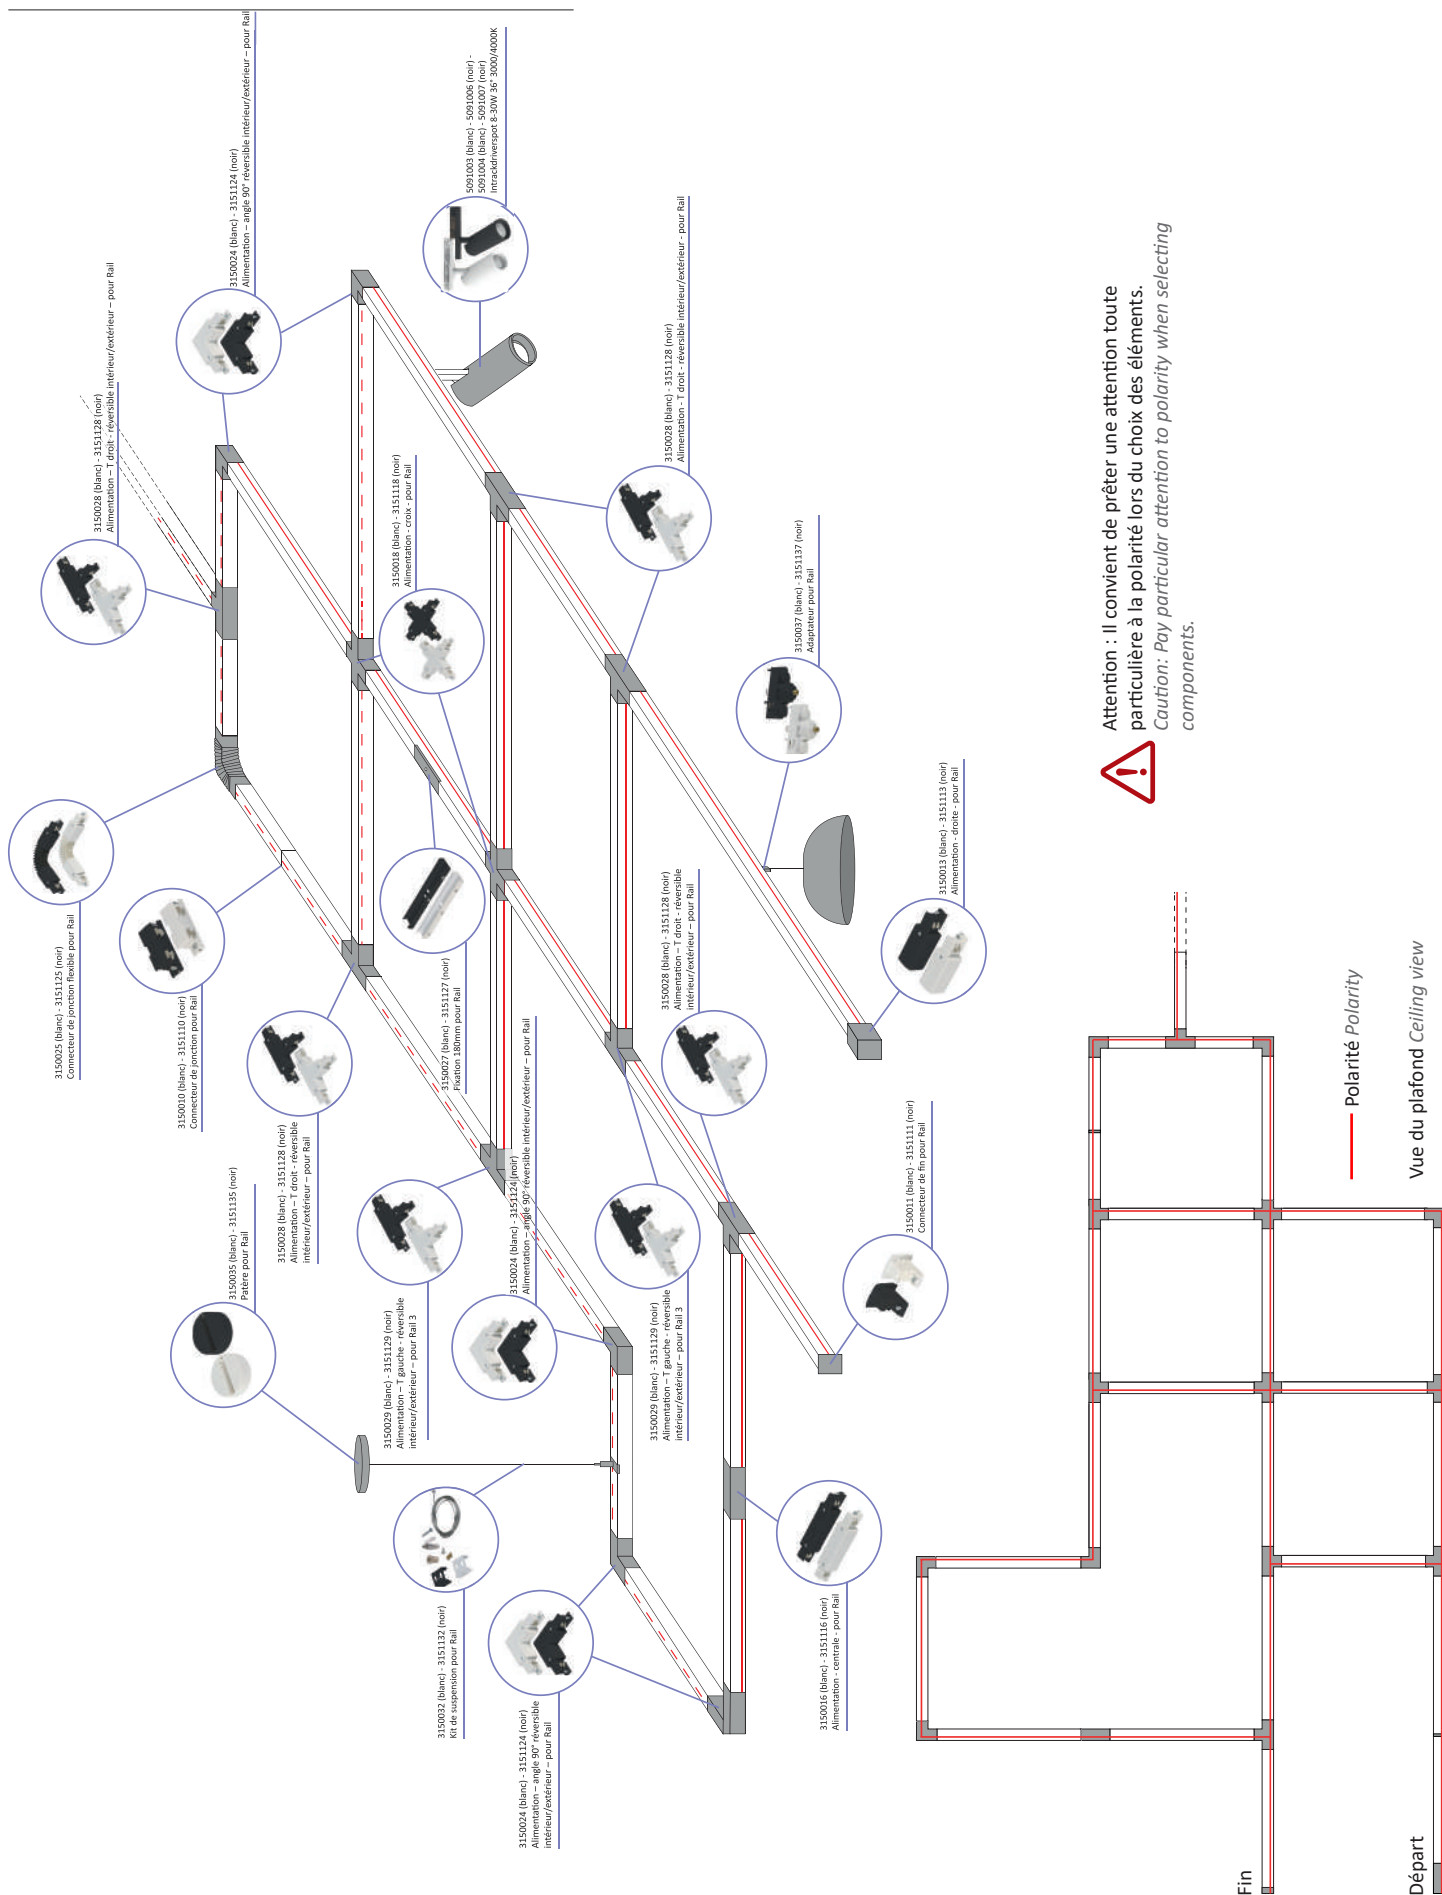 3150025 (blanc) - 3151125 (noir)
Connecteur de jonction flexible pour Rail
3150028 (blanc) - 3151128 (noir)
Alimentation – T droit - réversible intérieur/extérieur – pour Rail
3150010 (blanc) - 3151110 (noir)
Connecteur de jonction pour Rail
3150024 (blanc) - 3151124 (noir)
Alimentation – angle 90° réversible intérieur/extérieur – pour Rail
3150035 (blanc) - 3151135 (noir)
Patère pour Rail
3150028 (blanc) - 3151128 (noir)
Alimentation – T droit - réversible
intérieur/extérieur – pour Rail
3150029 (blanc) - 3151129 (noir)
Alimentation – T gauche - réversible
intérieur/extérieur – pour Rail 3
3150018 (blanc) - 3151118 (noir)
Alimentation - croix - pour Rail
3150032 (blanc) - 3151132 (noir)
Kit de suspension pour Rail
3150027 (blanc) - 3151127 (noir)
Fixation 180mm pour Rail
5091003 (blanc) - 5091006 (noir) -
5091004 (blanc) - 5091007 (noir)
Intrackdriverspot 8-30W 36° 3000/4000K
3150024 (blanc) - 3151124 (noir)
Alimentation – angle 90° réversible
intérieur/extérieur – pour Rail
3150024 (blanc) - 3151124 (noir)
Alimentation – angle 90° réversible intérieur/extérieur – pour Rail
3150029 (blanc) - 3151129 (noir)
Alimentation – T gauche - réversible
intérieur/extérieur – pour Rail 3
3150028 (blanc) - 3151128 (noir)
Alimentation – T droit - réversible
intérieur/extérieur – pour Rail
3150028 (blanc) - 3151128 (noir)
Alimentation - T droit - réversible intérieur/extérieur - pour Rail
3150037 (blanc) - 3151137 (noir)
Adaptateur pour Rail
3150016 (blanc) - 3151116 (noir)
Alimentation - centrale - pour Rail
3150011 (blanc) - 3151111 (noir)
Connecteur de fin pour Rail
3150013 (blanc) - 3151113 (noir)
Alimentation - droite - pour Rail
Attention : Il convient de prêter une attention toute
particulière à la polarité lors du choix des éléments.
Caution: Pay particular attention to polarity when selecting
components.
Fin
Départ
Polarité Polarity
Vue du plafond Ceiling view